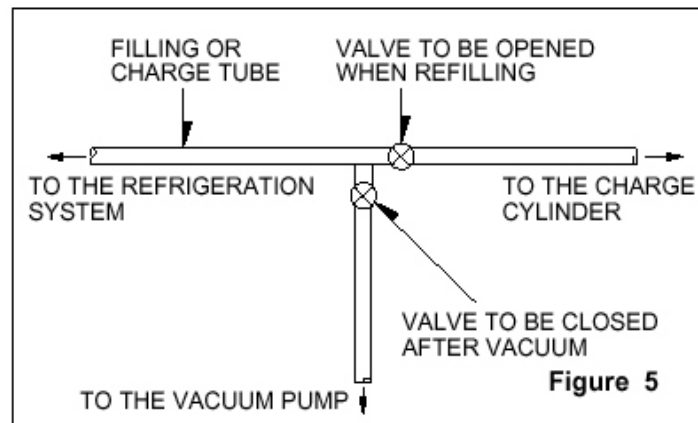 FILLING OR
CHARGE TUBE
VALVE TO BE OPENED
WHEN REFILLING
TO THE REFRIGERATION
SYSTEM
TO THE CHARGE
CYLINDER
VALVE TO BE CLOSED
AFTER VACUUM
TO THE VACUUM PUMP
Figure 5